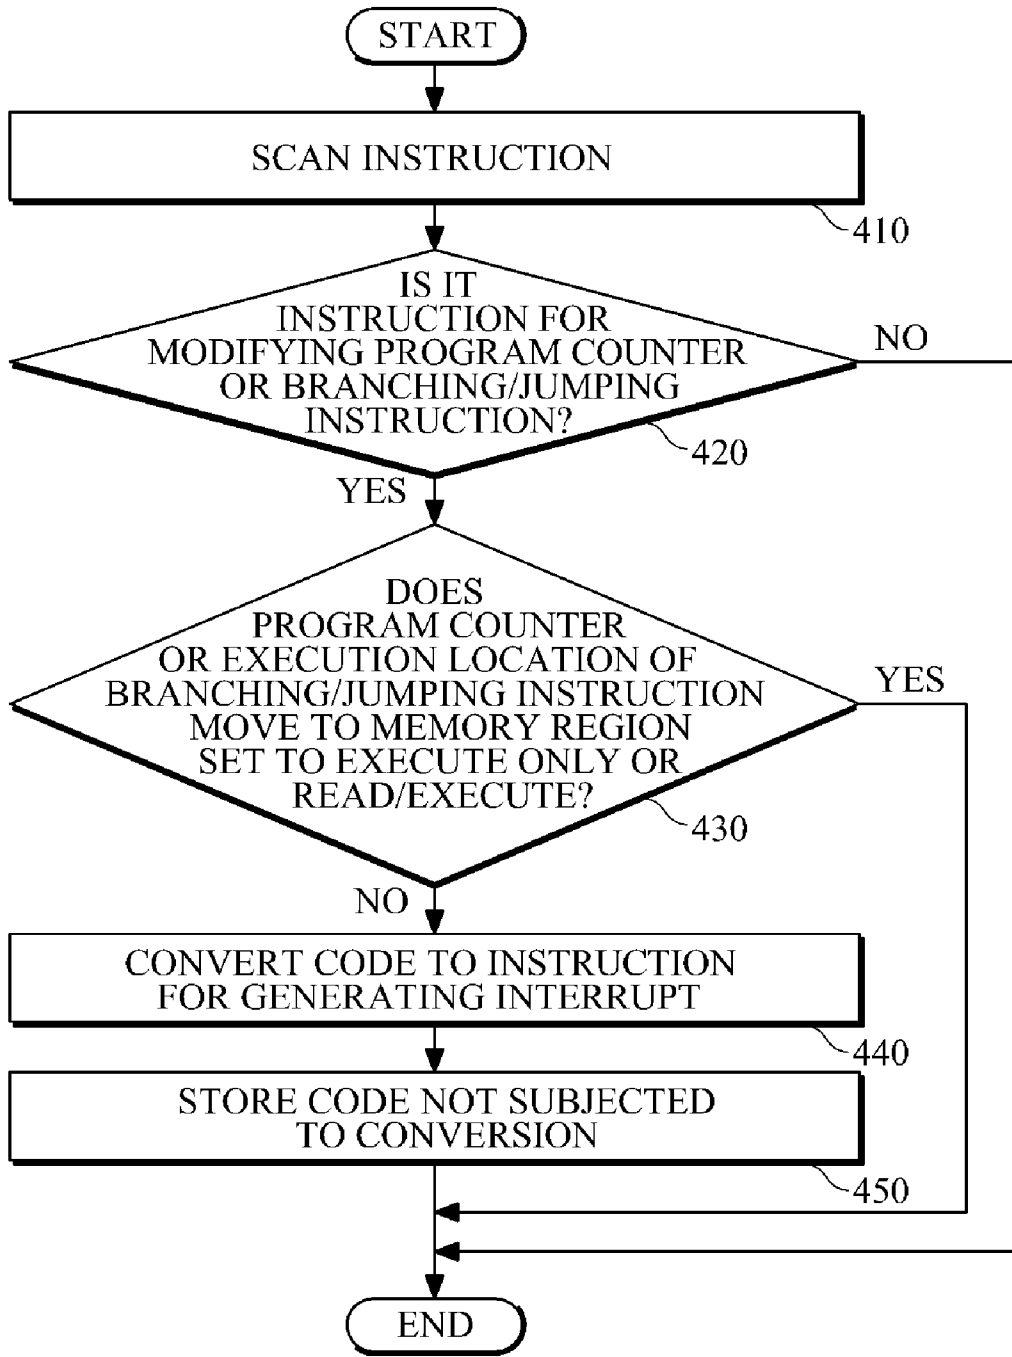 START
SCAN INSTRUCTION
410
IS IT
INSTRUCTION FOR
MODIFYING PROGRAM COUNTER
OR BRANCHING/JUMPING
INSTRUCTION?
NO
420
YES
DOES
PROGRAM COUNTER
OR EXECUTION LOCATION OF
BRANCHING/JUMPING INSTRUCTION
MOVE TO MEMORY REGION
SET TO EXECUTE ONLY OR
READ/EXECUTE?
YES
430
NO
CONVERT CODE TO INSTRUCTION
FOR GENERATING INTERRUPT
440
STORE CODE NOT SUBJECTED
TO CONVERSION
450
END